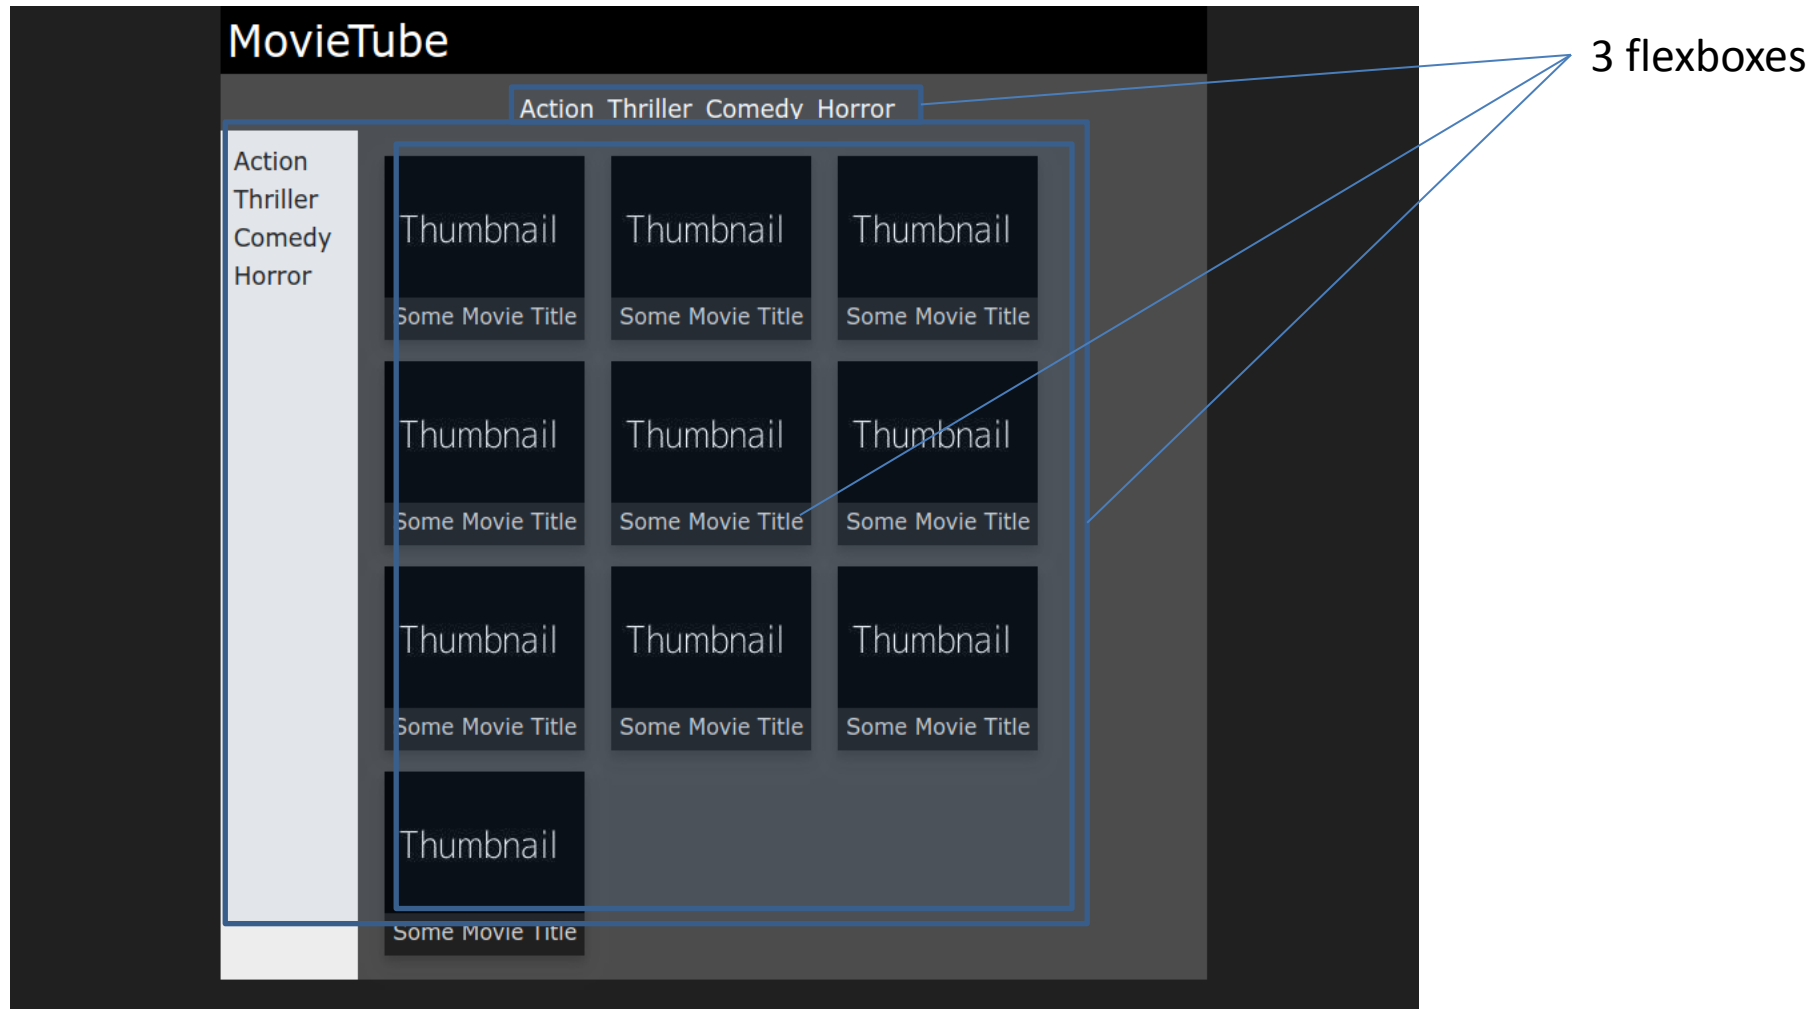 MovieTube
3 flexboxes
Action Thriller Comedy Horror
Action
Thriller
Comedy
Horror
Thumbnail Thumbnail Thumbnail
Some Movie Title Some Movie Title Some Movie Title
Thumbnail Thumbnail Thumbnail
Some Movie Title Some Movie Title Some Movie Title
Thumbnail Thumbnail Thumbnail
Some Movie Title Some Movie Title Some Movie Title
Thumbnail
Some Movie Title